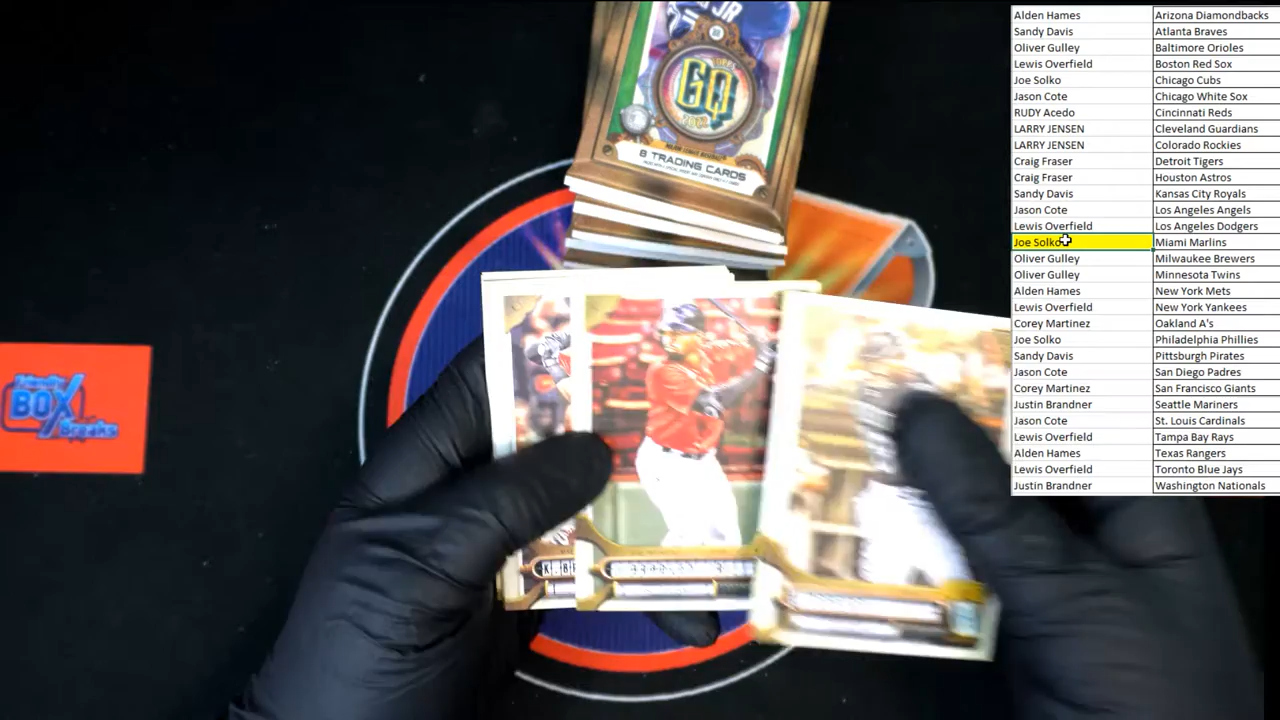 JR
GQ
2022
8 TRADING CARDS
Friendly
BOX
Breaks
K. B
Alden Hames Arizona Diamondbacks
Sandy Davis Atlanta Braves
Oliver Gulley Baltimore Orioles
Lewis Overfield Boston Red Sox
Joe Solko Chicago Cubs
Jason Cote Chicago White Sox
RUDY Acedo Cincinnati Reds
LARRY JENSEN Cleveland Guardians
LARRY JENSEN Colorado Rockies
Craig Fraser Detroit Tigers
Craig Fraser Houston Astros
Sandy Davis Kansas City Royals
Jason Cote Los Angeles Angels
Lewis Overfield Los Angeles Dodgers
Joe Solko Miami Marlins
Oliver Gulley Milwaukee Brewers
Oliver Gulley Minnesota Twins
Alden Hames New York Mets
Lewis Overfield New York Yankees
Corey Martinez Oakland A's
Joe Solko Philadelphia Phillies
Sandy Davis Pittsburgh Pirates
Jason Cote San Diego Padres
Corey Martinez San Francisco Giants
Justin Brandner Seattle Mariners
Jason Cote St. Louis Cardinals
Lewis Overfield Tampa Bay Rays
Alden Hames Texas Rangers
Lewis Overfield Toronto Blue Jays
Justin Brandner Washington Nationals